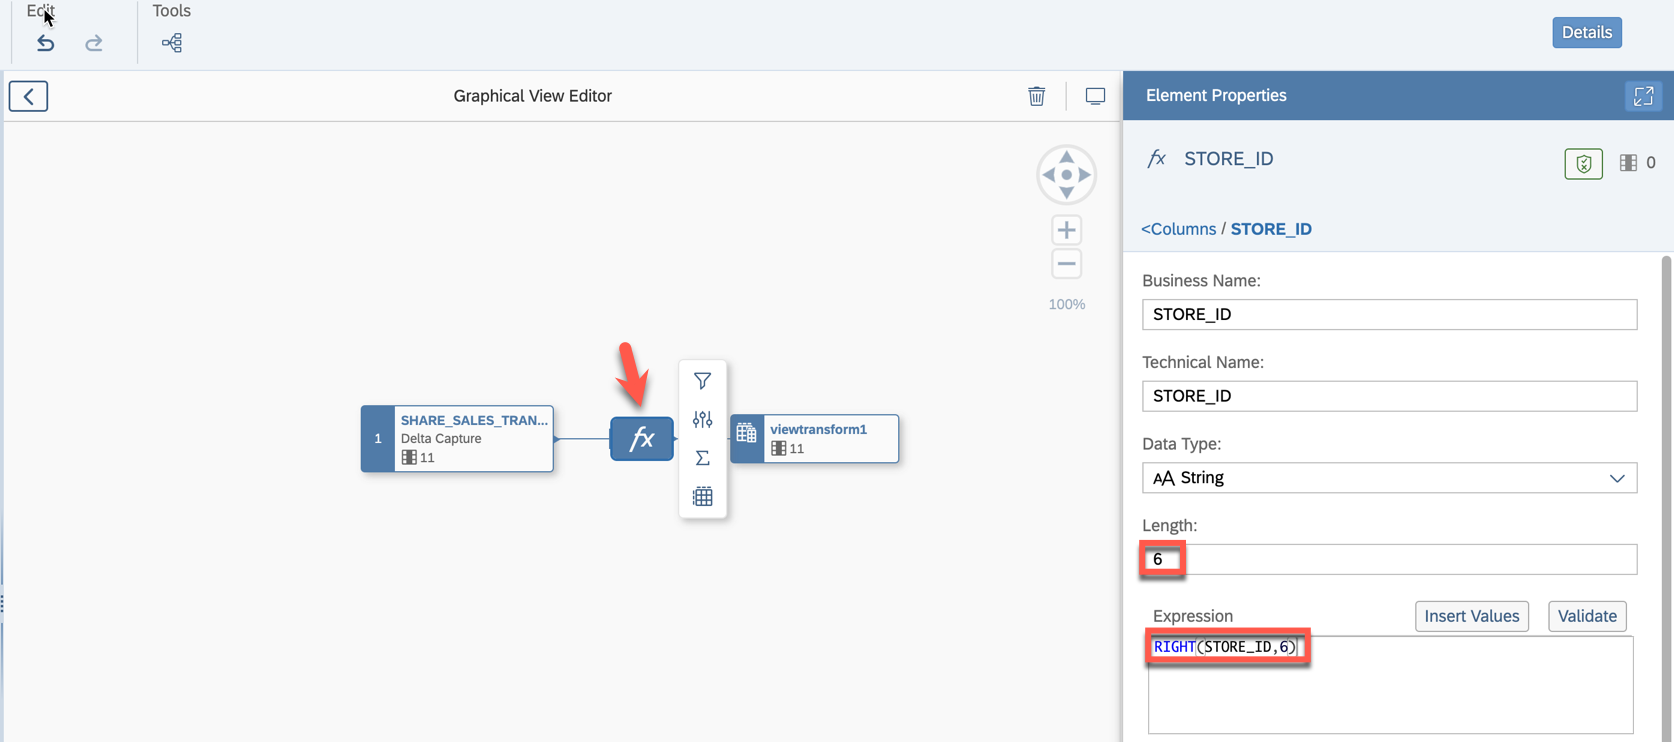 Edit
Tools
Details
Graphical View Editor
Element Properties
fx STORE_ID
0
<Columns / STORE_ID
100%
1
SHARE_SALES_TRAN...
Delta Capture
11
fx
viewtransform1
11
Business Name:
STORE_ID
Technical Name:
STORE_ID
Data Type:
AA String
Length:
6
Expression
Insert Values
Validate
RIGHT(STORE_ID,6)